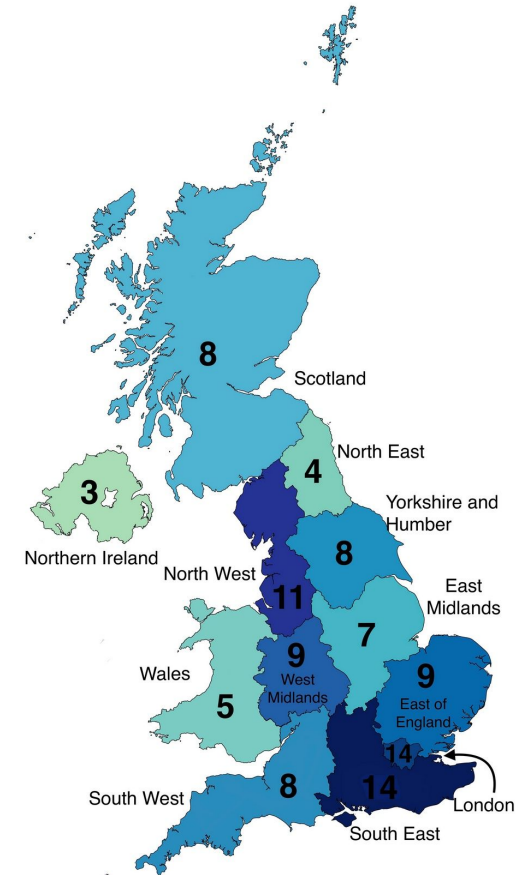 8
Scotland
North East
4
3
Yorkshire and
Humber
8
Northern Ireland
North West
11
East
Midlands
7
9
West
Midlands
9
East of
England
Wales
5
14
8
14
South West
London
South East